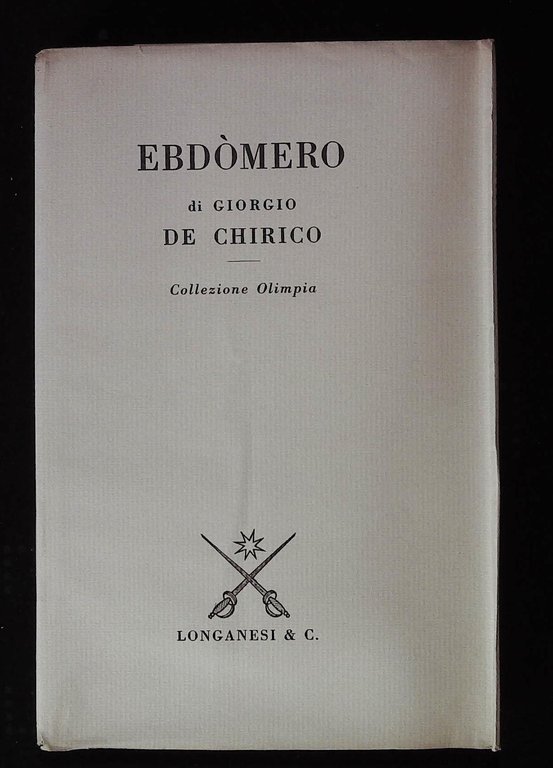 EBDÒMERO
di GIORGIO
DE CHIRICO
Collezione Olimpia
LONGANESI & C.